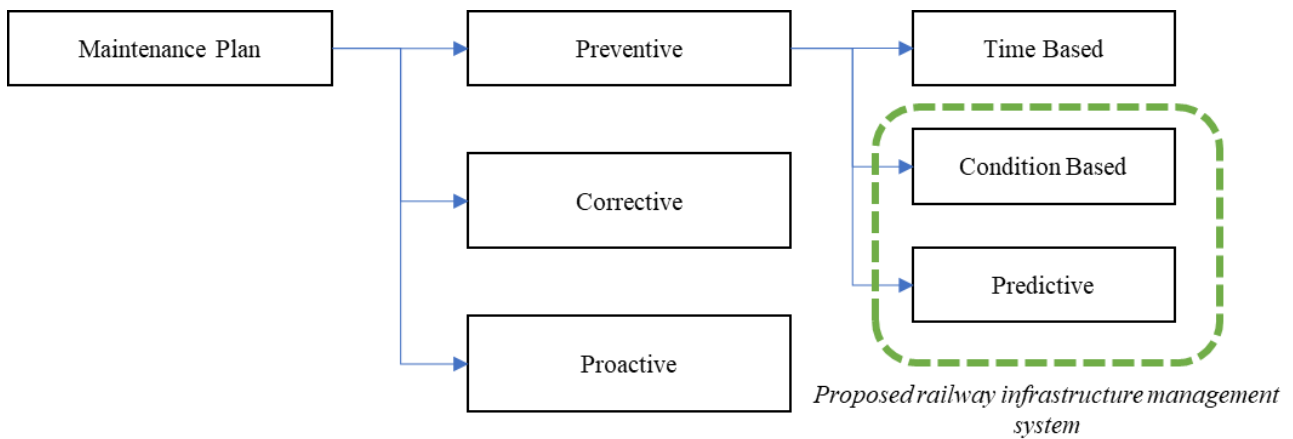 Maintenance Plan
Preventive
Time Based
Condition Based
Corrective
Predictive
Proactive
Proposed railway infrastructure management
system